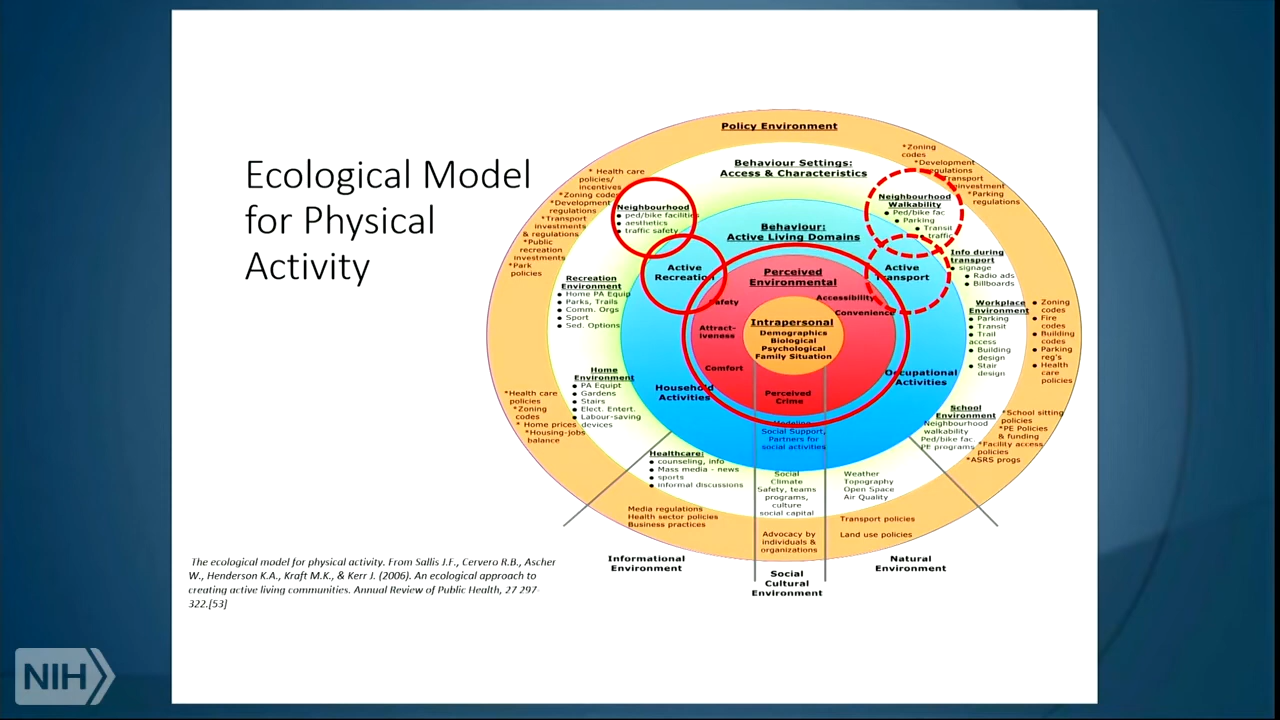 Ecological Model
for Physical
Activity
Policy Environment
Behaviour Settings:
Access & Characteristics
* Health care
policies/
incentives
*Zoning codes
*Development
regulations
*Transport
investments
& regulations
*Public
recreation
investments
*Park
policies
Neighbourhood
● ped/bike facilities
● aesthetics
● traffic safety
Behaviour:
Active Living Domains
Neighbourhood
Walkability
● Ped/bike fac
● Parking
● Transit
● traffic
*Zoning
codes
*Development
regulations
*Transport
investment
*Parking
regulations
Active
Recreation
Perceived
Environmental
Active
Transport
Info during
transport
● signage
● Radio ads
● Billboards
Recreation
Environment
● Home PA Equip
● Parks, Trails
● Comm. Orgs
● Sport
● Sed. Options
Safety
Accessibility
Convenience
Attract-
iveness
Comfort
Perceived
Crime
Intrapersonal
Demographics
Biological
Psychological
Family Situation
Workplace
Environment
● Parking
● Transit
● Trail
access
● Building
design
● Stair
design
● Zoning
codes
● Fire
codes
● Building
codes
● Parking
reg's
● Health
care
policies
Home
Environment
● PA Equipt
● Gardens
● Stairs
● Elect. Entert.
● Labour-saving
devices
Household
Activities
Occupational
Activities
*Health care
policies
*Zoning
codes
* Home prices
*Housing-jobs
balance
School
Environment
Neighbourhood
walkability
Ped/bike fac.
PE programs
*School sitting
policies
*PE Policies
& funding
*Facility access
policies
*ASRS progs
Modeling,
Social Support,
Partners for
social activities
Healthcare:
● counseling, info
● Mass media - news
● sports
● informal discussions
Social
Climate
Safety, teams
programs,
culture
social capital
Weather
Topography
Open Space
Air Quality
Media regulations
Health sector policies
Business practices
Advocacy by
individuals &
organizations
Transport policies
Land use policies
Informational
Environment
Social
Cultural
Environment
Natural
Environment
The ecological model for physical activity. From Sallis J.F., Cervero R.B., Ascher
W., Henderson K.A., Kraft M.K., & Kerr J. (2006). An ecological approach to
creating active living communities. Annual Review of Public Health, 27 297-
322.[53]
NIH